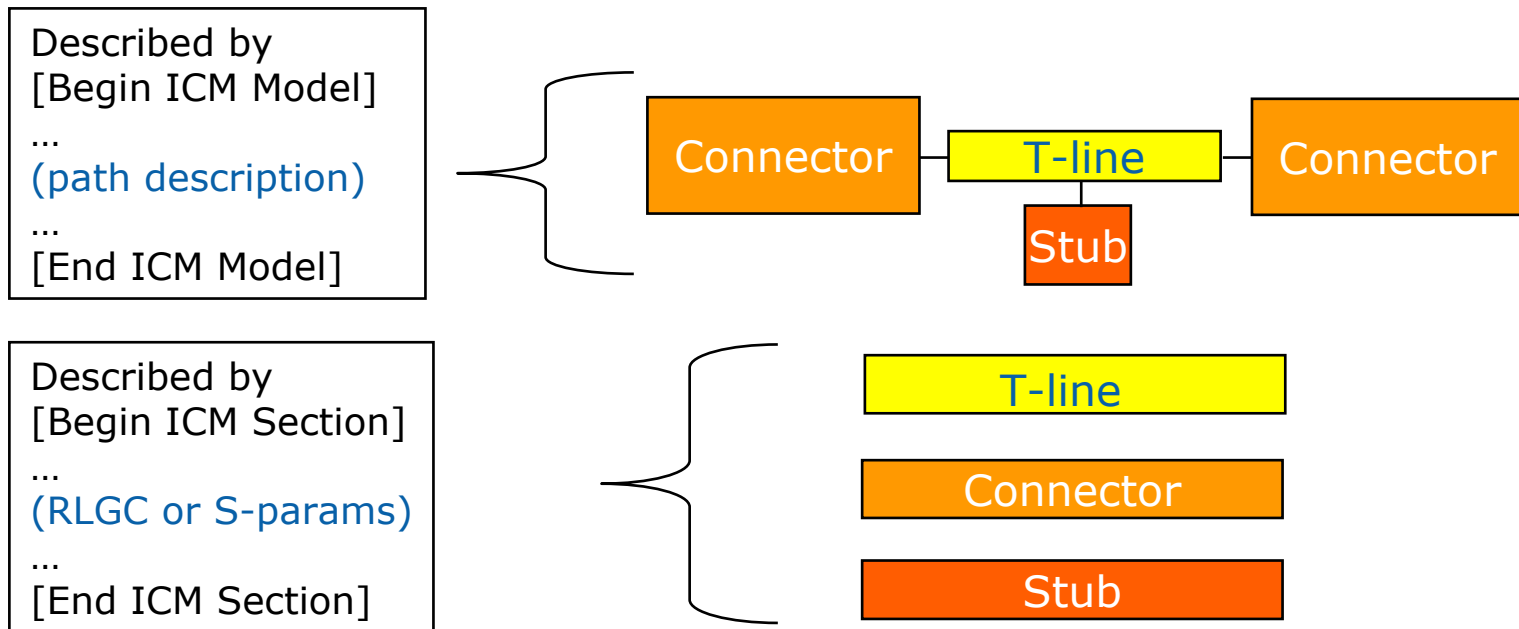 Described by
[Begin ICM Model]
...
(path description)
...
[End ICM Model]
Connector
T-line
Connector
Stub
Described by
[Begin ICM Section]
...
(RLGC or S-params)
...
[End ICM Section]
T-line
Connector
Stub